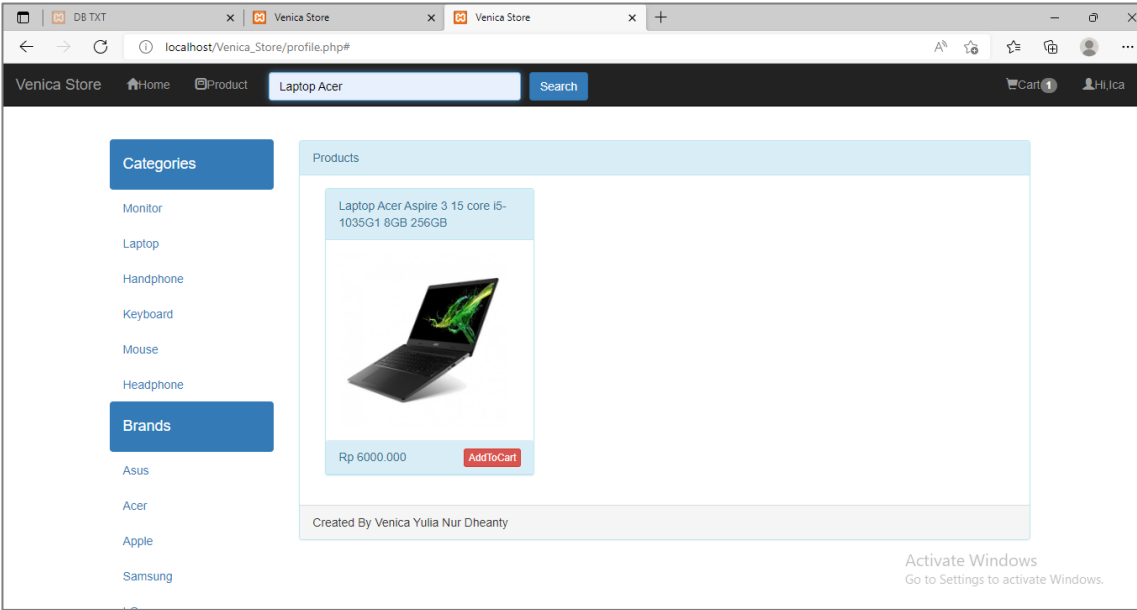 DB TXT
Venica Store
Venica Store
localhost/Venica_Store/profile.php#
Venica Store
Home
Product
Laptop Acer
Search
Cart 1
Hi,Ica
Categories
Monitor
Laptop
Handphone
Keyboard
Mouse
Headphone
Brands
Asus
Acer
Apple
Samsung
Products
Laptop Acer Aspire 3 15 core i5-
1035G1 8GB 256GB
Rp 6000.000
AddToCart
Created By Venica Yulia Nur Dheanty
Activate Windows
Go to Settings to activate Windows.